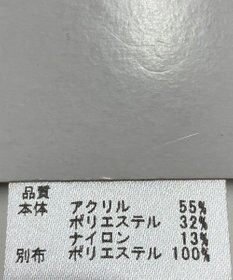 品質
本体 アクリル 55%
ポリエステル 32%
ナイロン 13%
別布 ポリエステル 100%